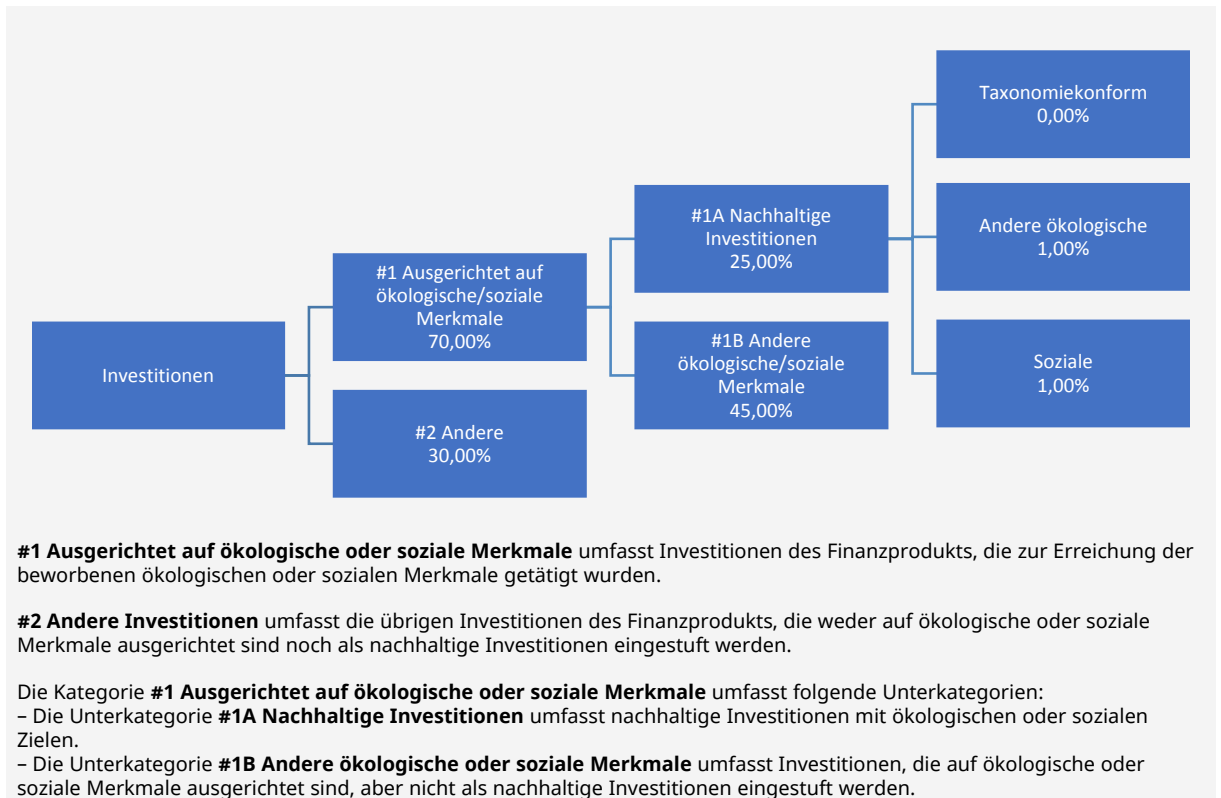 Investitionen
#1 Ausgerichtet auf
ökologische/soziale
Merkmale
70,00%
#2 Andere
30,00%
#1A Nachhaltige
Investitionen
25,00%
#1B Andere
ökologische/soziale
Merkmale
45,00%
Taxonomiekonform
0,00%
Andere ökologische
1,00%
Soziale
1,00%
#1 Ausgerichtet auf ökologische oder soziale Merkmale umfasst Investitionen des Finanzprodukts, die zur Erreichung der
beworbenen ökologischen oder sozialen Merkmale getätigt wurden.
#2 Andere Investitionen umfasst die übrigen Investitionen des Finanzprodukts, die weder auf ökologische oder soziale
Merkmale ausgerichtet sind noch als nachhaltige Investitionen eingestuft werden.
Die Kategorie #1 Ausgerichtet auf ökologische oder soziale Merkmale umfasst folgende Unterkategorien:
– Die Unterkategorie #1A Nachhaltige Investitionen umfasst nachhaltige Investitionen mit ökologischen oder sozialen
Zielen.
– Die Unterkategorie #1B Andere ökologische oder soziale Merkmale umfasst Investitionen, die auf ökologische oder
soziale Merkmale ausgerichtet sind, aber nicht als nachhaltige Investitionen eingestuft werden.